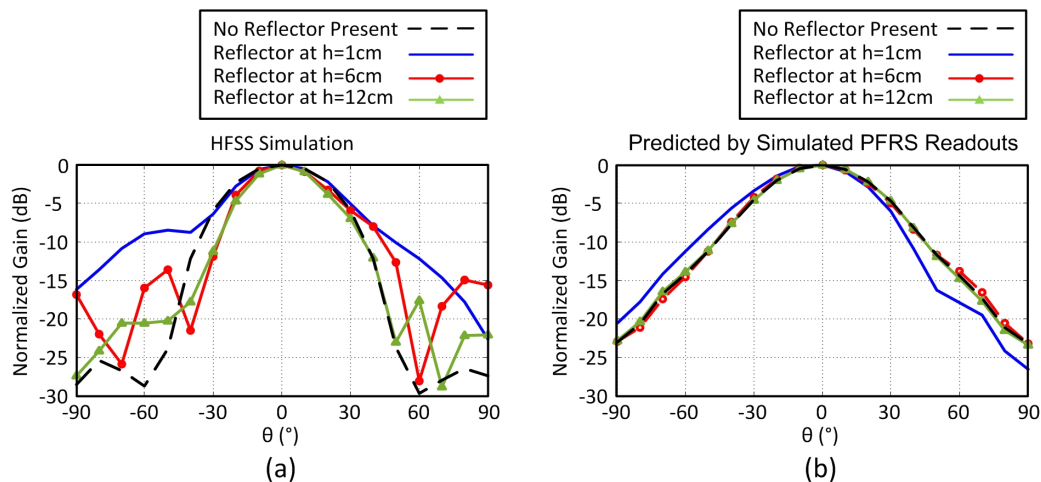 No Reflector Present
Reflector at h=1cm
Reflector at h=6cm
Reflector at h=12cm
HFSS Simulation
Normalized Gain (dB)
0
-5
-10
-15
-20
-25
-30
-90
-60
-30
0
30
60
90
θ (°)
(a)
No Reflector Present
Reflector at h=1cm
Reflector at h=6cm
Reflector at h=12cm
Predicted by Simulated PFRS Readouts
Normalized Gain (dB)
0
-5
-10
-15
-20
-25
-30
-90
-60
-30
0
30
60
90
θ (°)
(b)